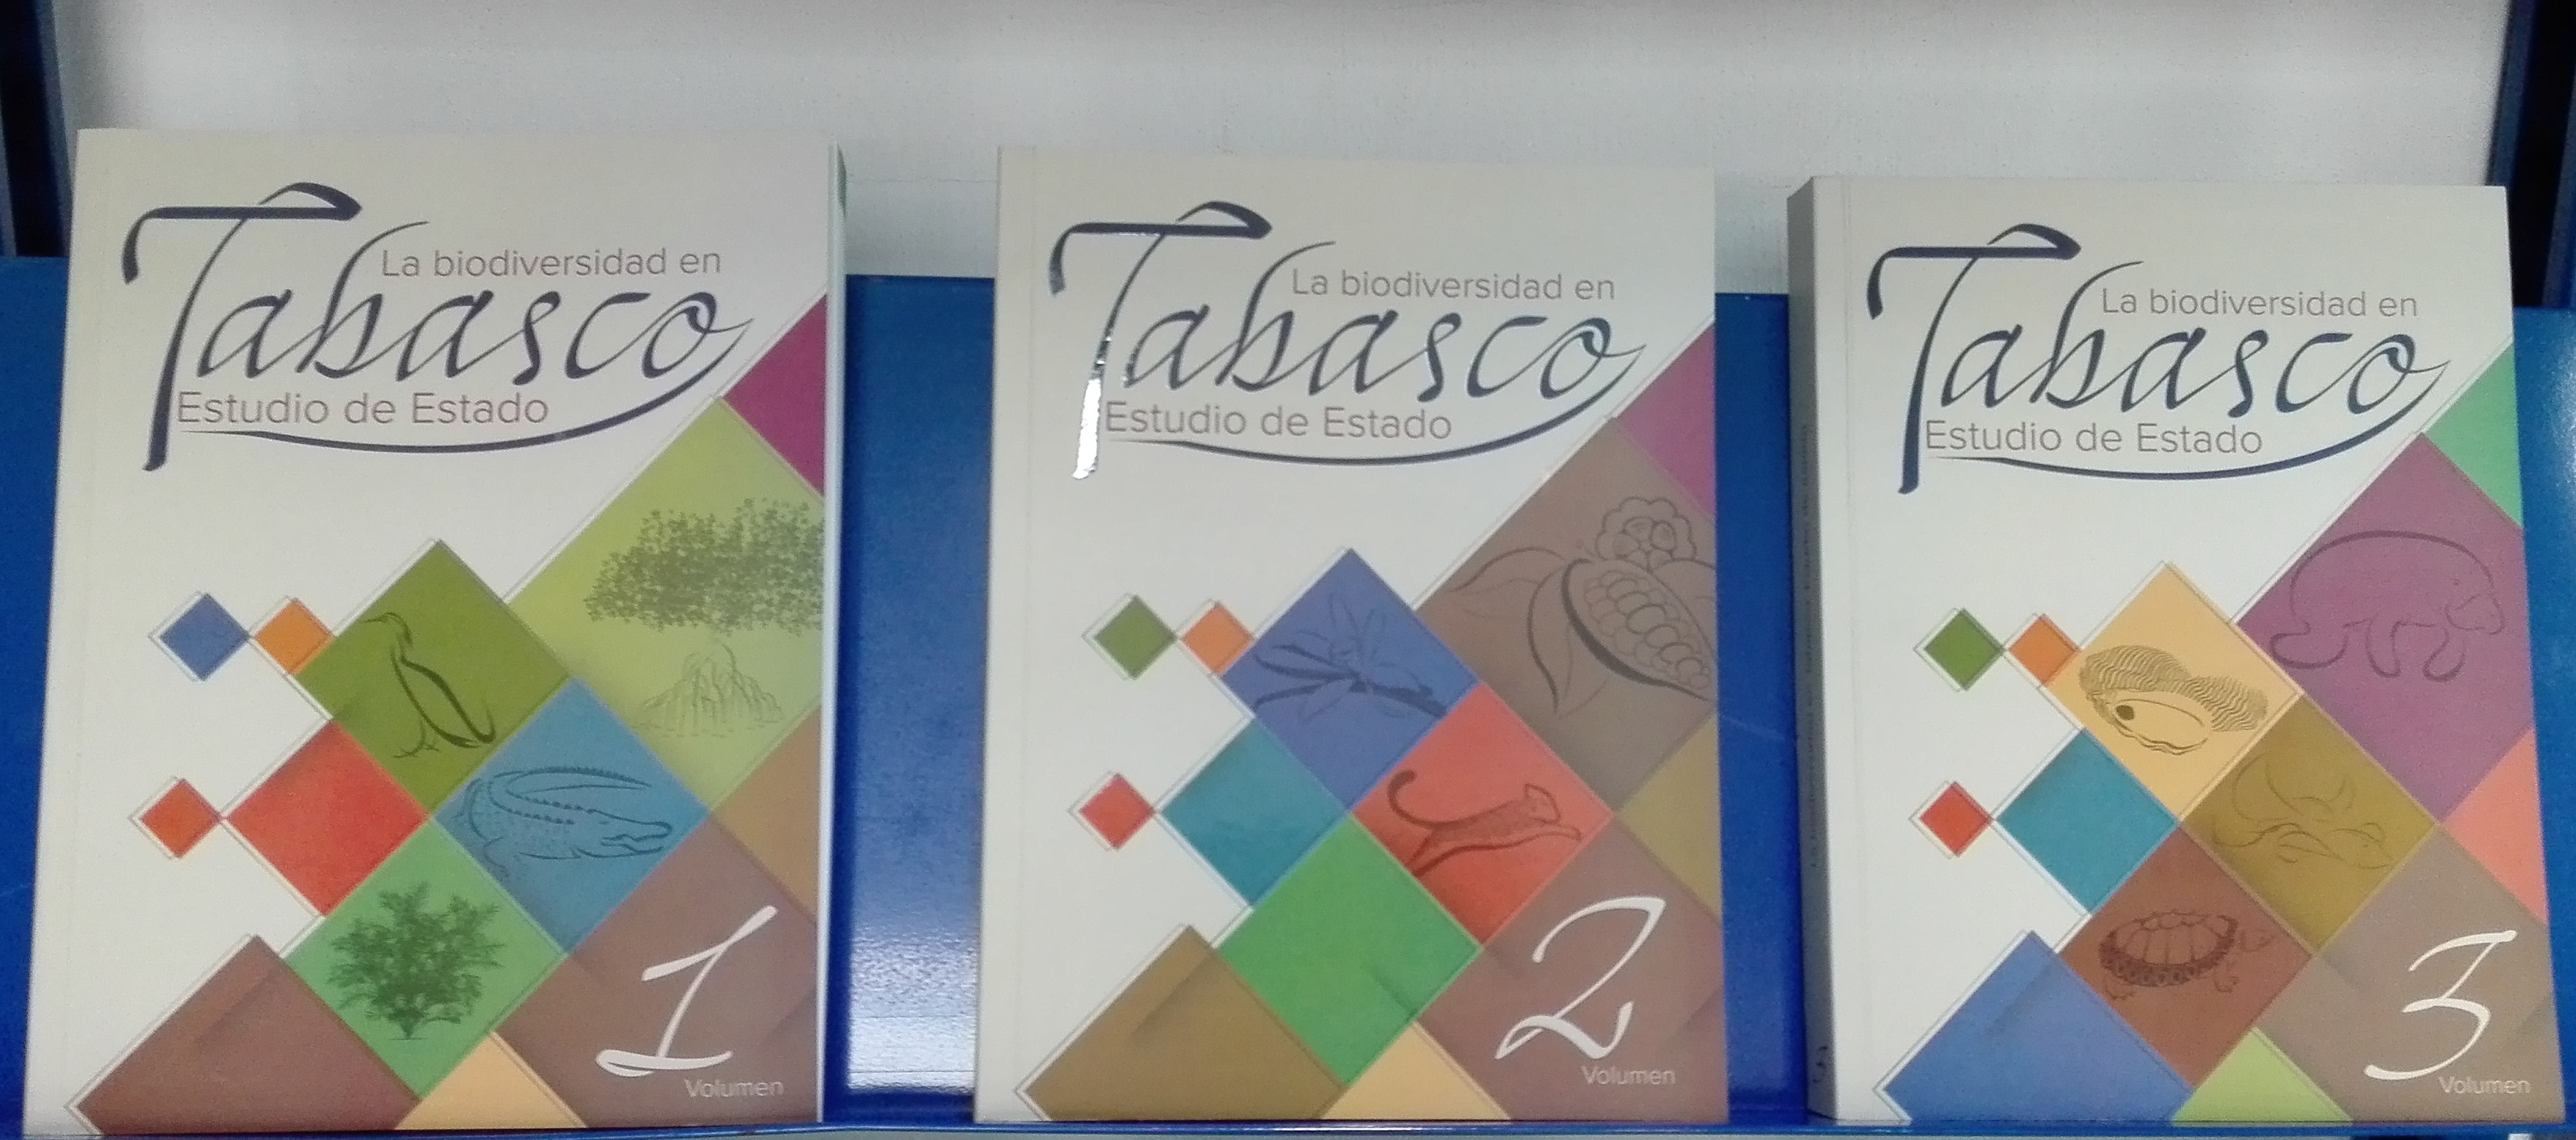 La biodiversidad en
Tabasco
Estudio de Estado
1
Volumen
La biodiversidad en
Tabasco
Estudio de Estado
2
Volumen
La biodiversidad en
Tabasco
Estudio de Estado
3
Volumen